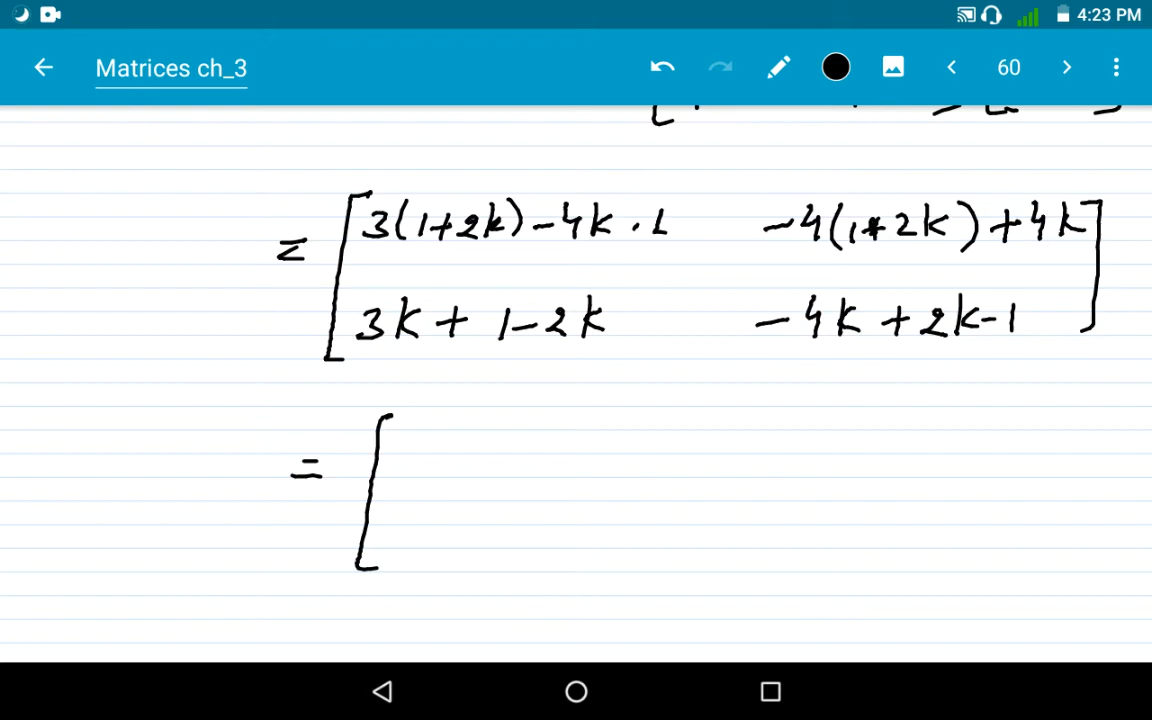 4:23 PM
Matrices ch_3 60
= [ 3(1+2k) - 4k . 1 -4(1+2k) + 4k ]
3k + 1 - 2k -4k + 2k - 1
= [